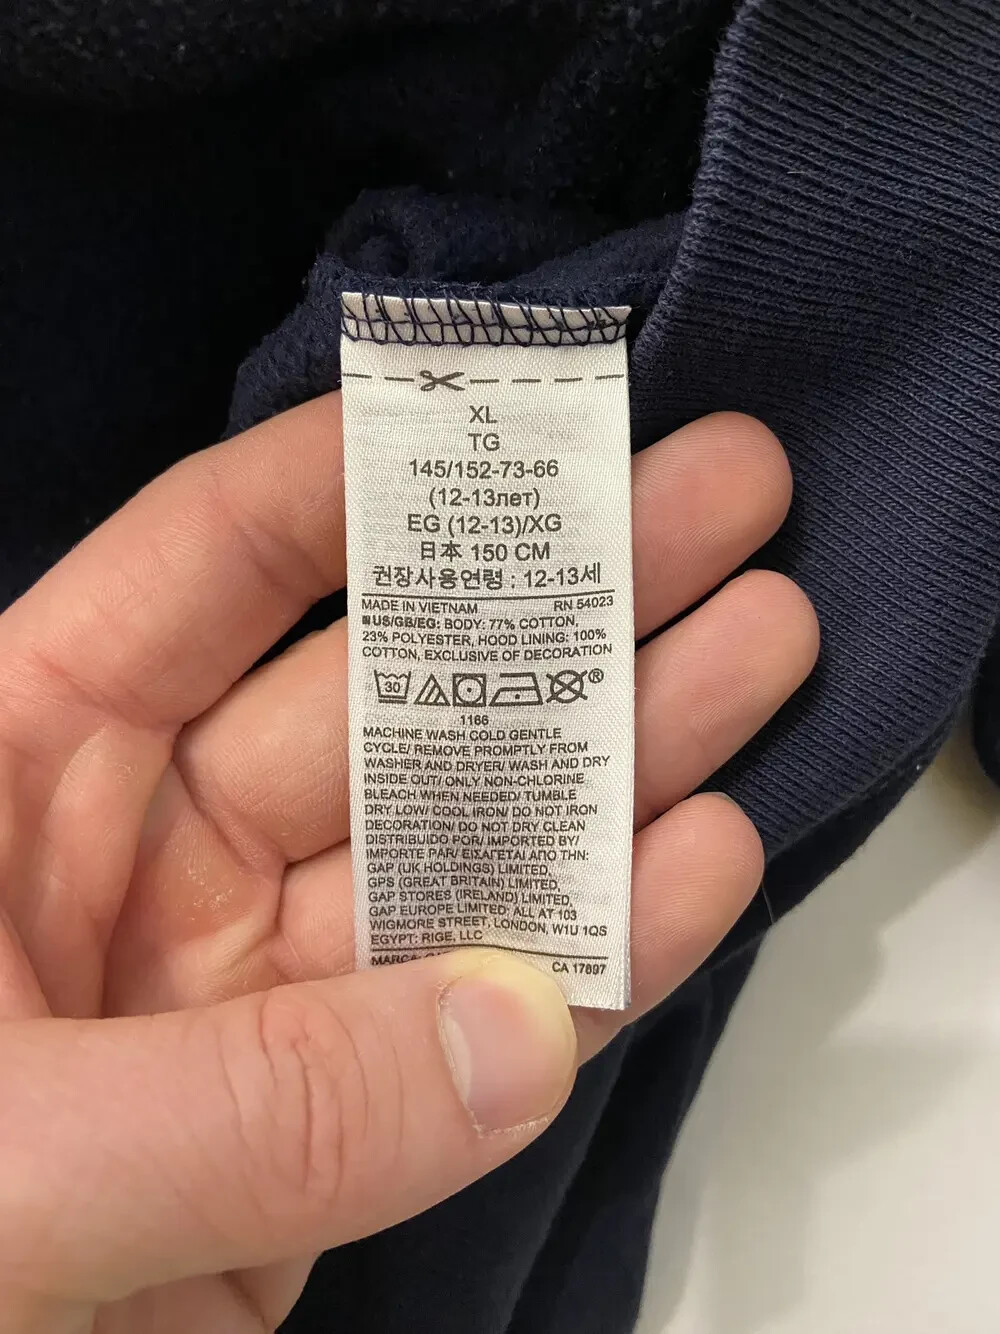 XL
TG
145/152-73-66
(12-13лет)
EG (12-13)/XG
日本 150 CM
권장사용연령 : 12-13세
MADE IN VIETNAM RN 54023
US/GB/EG: BODY: 77% COTTON,
23% POLYESTER, HOOD LINING: 100%
COTTON, EXCLUSIVE OF DECORATION
30 ®
1166
MACHINE WASH COLD GENTLE
CYCLE/ REMOVE PROMPTLY FROM
WASHER AND DRYER/ WASH AND DRY
INSIDE OUT/ ONLY NON-CHLORINE
BLEACH WHEN NEEDED/ TUMBLE
DRY LOW/ COOL IRON/ DO NOT IRON
DECORATION/ DO NOT DRY CLEAN
DISTRIBUIDO POR/ IMPORTED BY/
IMPORTE PAR/ ΕΙΣΑΓΕΤΑΙ ΑΠΟ ΤΗΝ:
GAP (UK HOLDINGS) LIMITED,
GPS (GREAT BRITAIN) LIMITED,
GAP STORES (IRELAND) LIMITED,
GAP EUROPE LIMITED: ALL AT 103
WIGMORE STREET, LONDON, W1U 1QS
EGYPT: RIGE, LLC
CA 17897